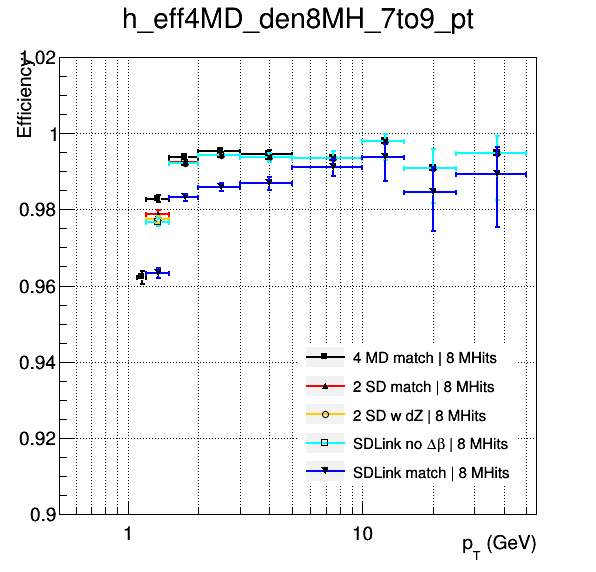 h_eff4MD_den8MH_7to9_pt
Efficiency
1.02
1
0.98
0.96
0.94
0.92
0.9
4 MD match | 8 MHits
2 SD match | 8 MHits
2 SD w dZ | 8 MHits
SDLink no Δβ | 8 MHits
SDLink match | 8 MHits
1 10
p_T (GeV)